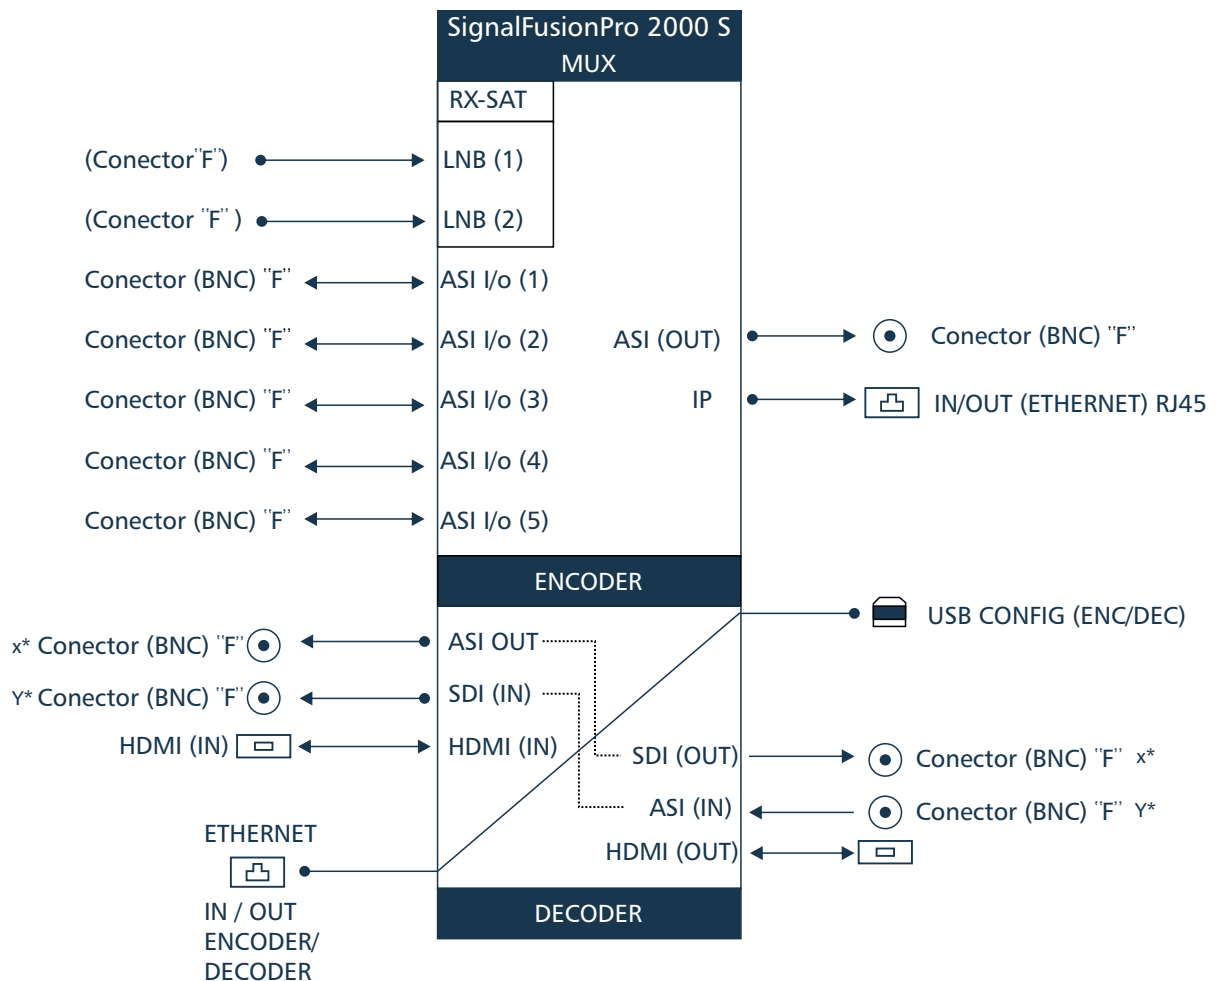 SignalFusionPro 2000 S
MUX
RX-SAT
(Conector"F") LNB (1)
(Conector "F" ) LNB (2)
Conector (BNC) "F" ASI I/o (1)
Conector (BNC) "F" ASI I/o (2) ASI (OUT) Conector (BNC) "F"
Conector (BNC) "F" ASI I/o (3) IP IN/OUT (ETHERNET) RJ45
Conector (BNC) "F" ASI I/o (4)
Conector (BNC) "F" ASI I/o (5)
ENCODER
USB CONFIG (ENC/DEC)
x* Conector (BNC) "F" ASI OUT
Y* Conector (BNC) "F" SDI (IN)
HDMI (IN) HDMI (IN)
SDI (OUT) Conector (BNC) "F" x*
ASI (IN) Conector (BNC) "F" Y*
HDMI (OUT)
ETHERNET
IN / OUT
ENCODER/
DECODER
DECODER